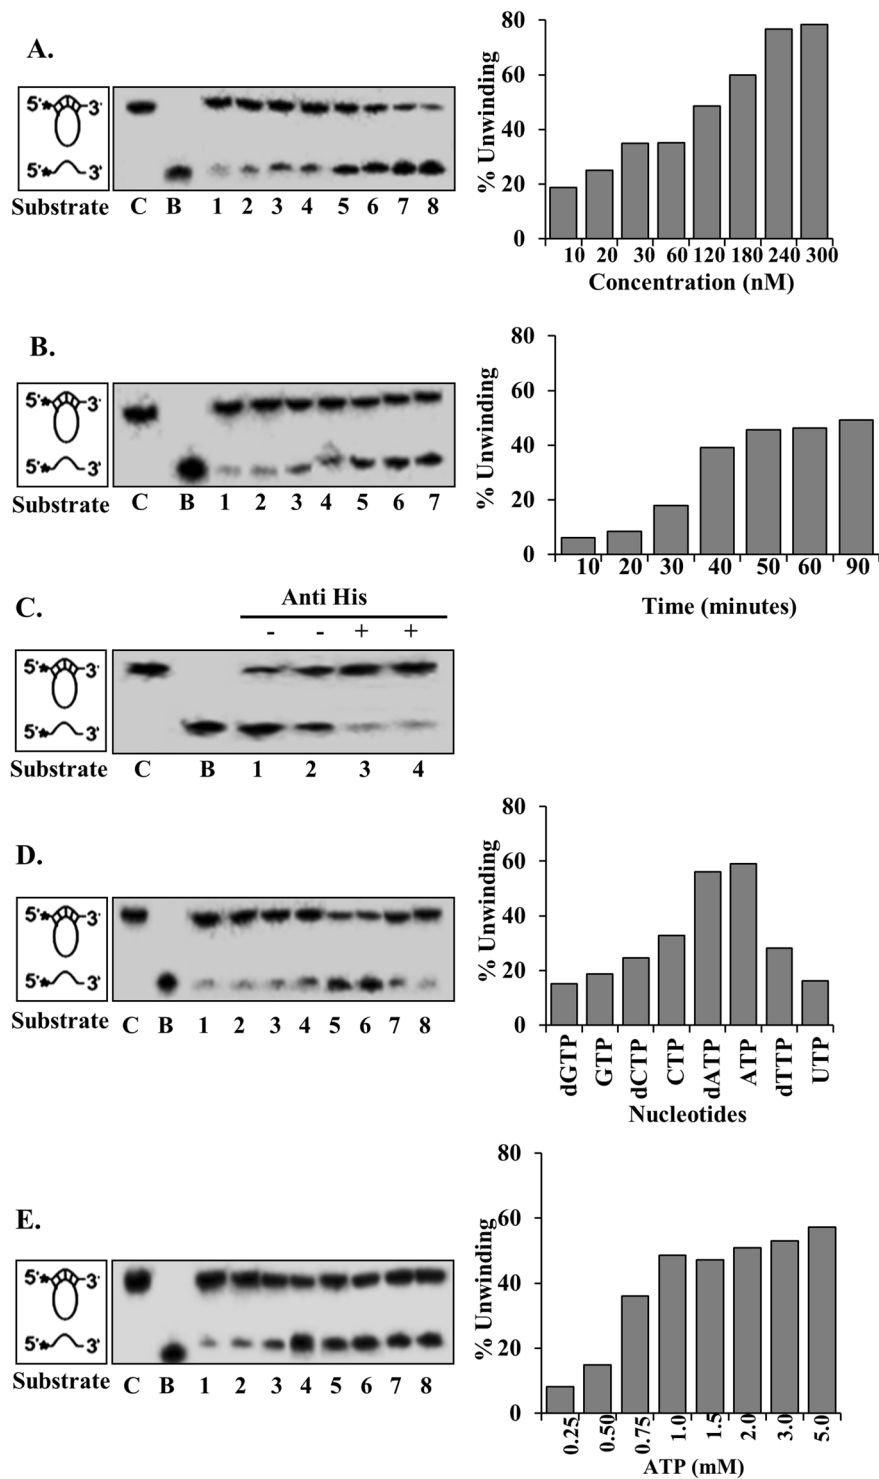 A.
5'* -3'
5'* -3'
Substrate C B 1 2 3 4 5 6 7 8
% Unwinding
80
60
40
20
0
10 20 30 60 120 180 240 300
Concentration (nM)
B.
5'* -3'
5'* -3'
Substrate C B 1 2 3 4 5 6 7
% Unwinding
80
60
40
20
0
10 20 30 40 50 60 90
Time (minutes)
C.
Anti His
- - + +
5'* -3'
5'* -3'
Substrate C B 1 2 3 4
D.
5'* -3'
5'* -3'
Substrate C B 1 2 3 4 5 6 7 8
% Unwinding
80
60
40
20
0
dGTP GTP dCTP CTP dATP ATP dTTP UTP
Nucleotides
E.
5'* -3'
5'* -3'
Substrate C B 1 2 3 4 5 6 7 8
% Unwinding
80
60
40
20
0
0.25 0.50 0.75 1.0 1.5 2.0 3.0 5.0
ATP (mM)